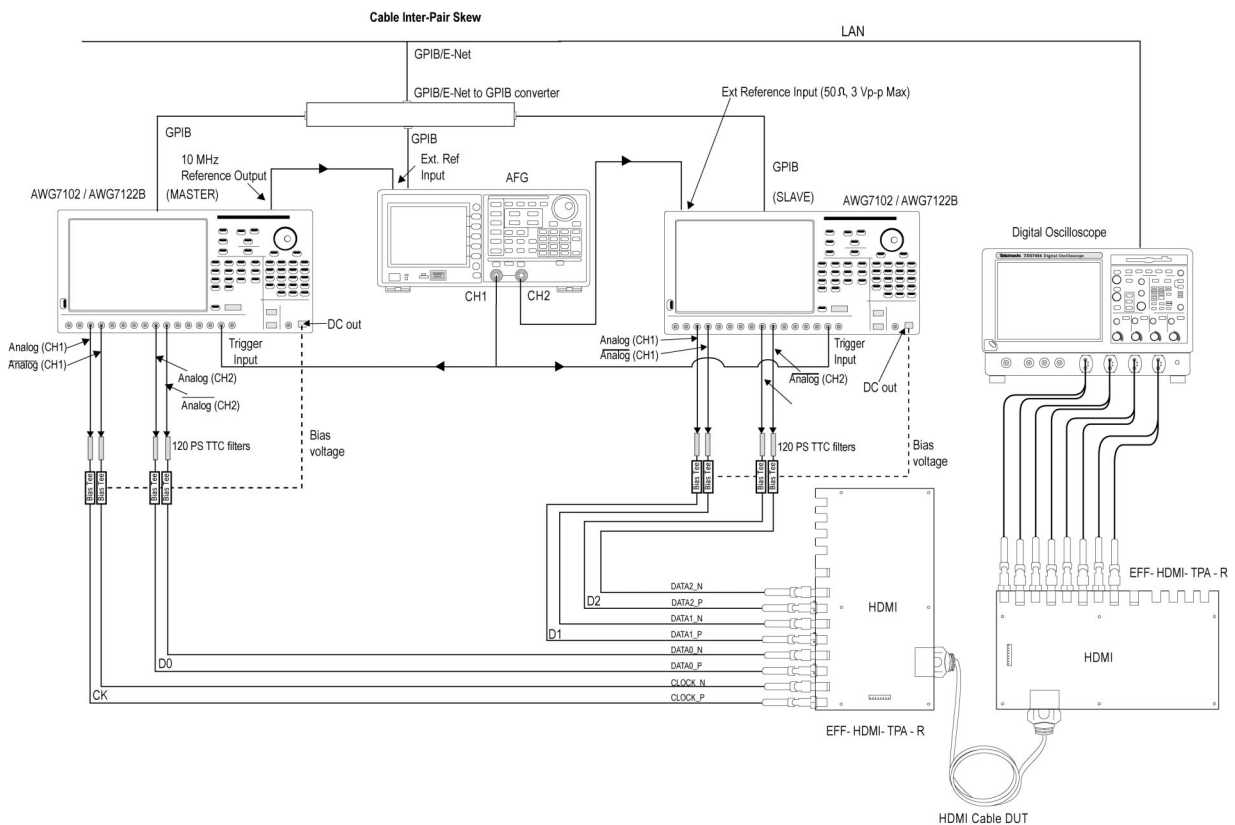 Cable Inter-Pair Skew
LAN
GPIB/E-Net
GPIB/E-Net to GPIB converter
Ext Reference Input (50Ω, 3 Vp-p Max)
GPIB
GPIB
GPIB
10 MHz
Reference Output
(MASTER)
Ext. Ref
Input
AFG
(SLAVE)
AWG7102 / AWG7122B
AWG7102 / AWG7122B
Digital Oscilloscope
Tektronix TDS7404 Digital Oscilloscope
CH1
CH2
DC out
Analog (CH1)
Analog (CH1)
Trigger
Input
Analog (CH2)
Analog (CH2)
Analog (CH1)
Analog (CH1)
Trigger
Input
Analog (CH2)
DC out
120 PS TTC filters
Bias
voltage
120 PS TTC filters
Bias
voltage
Bias Tee
Bias Tee
Bias Tee
Bias Tee
Bias Tee
Bias Tee
Bias Tee
Bias Tee
EFF- HDMI- TPA - R
DATA2_N
D2
DATA2_P
DATA1_N
D1
DATA1_P
DATA0_N
D0
DATA0_P
CLOCK_N
CK
CLOCK_P
HDMI
HDMI
EFF- HDMI- TPA - R
HDMI Cable DUT